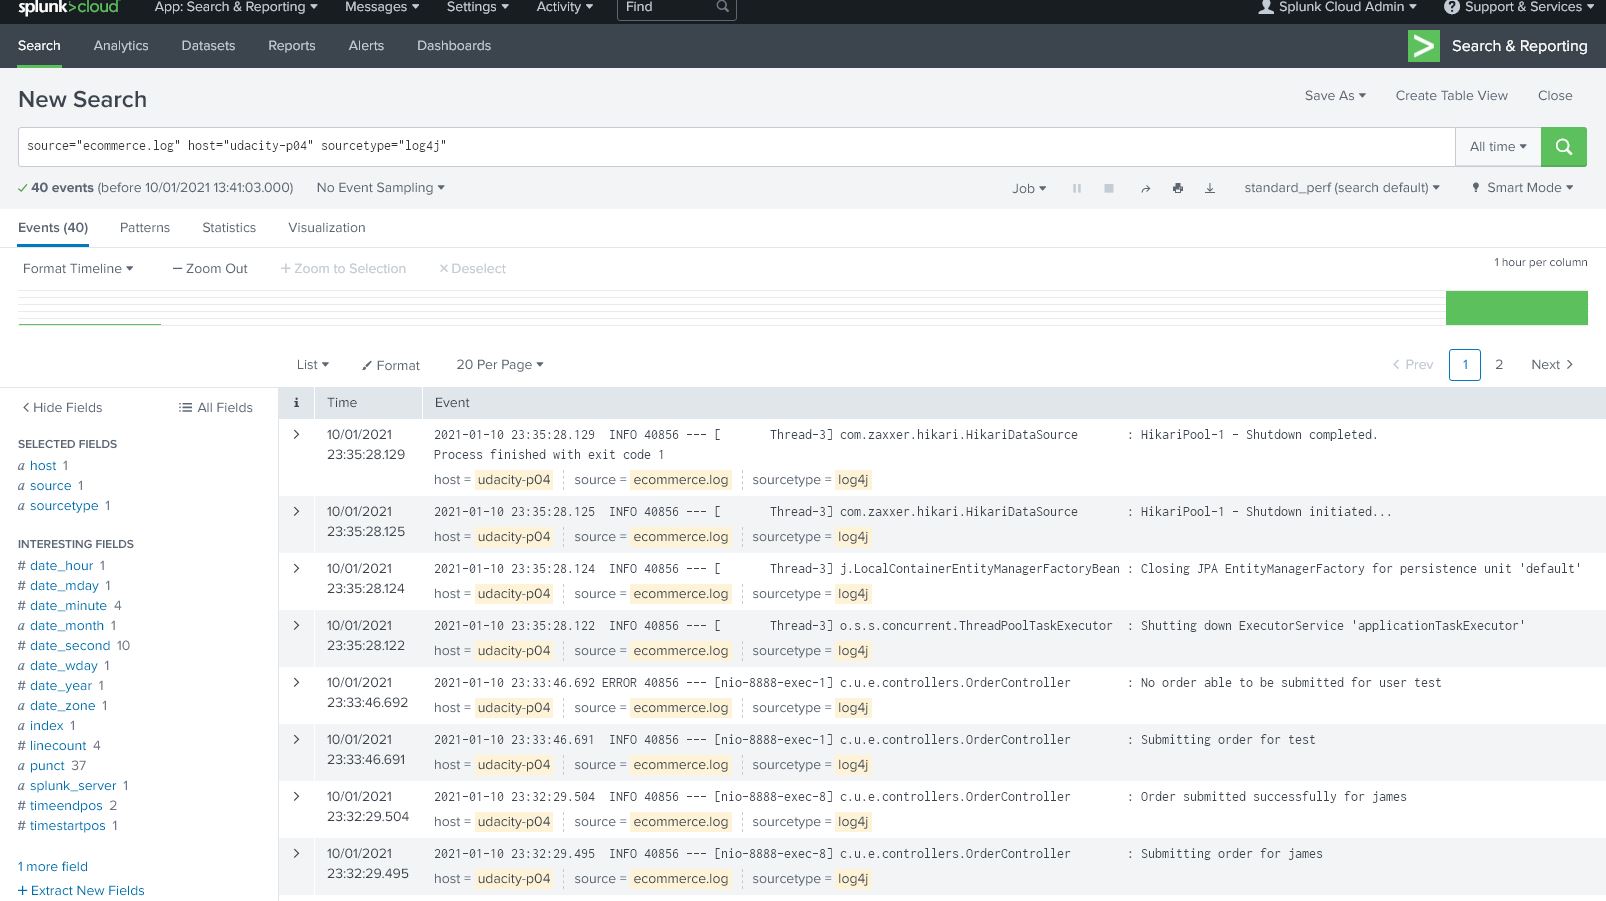 splunk>cloud App: Search & Reporting Messages Settings Activity Find Splunk Cloud Admin Support & Services
Search Analytics Datasets Reports Alerts Dashboards Search & Reporting
New Search Save As Create Table View Close
source="ecommerce.log" host="udacity-p04" sourcetype="log4j" All time
40 events (before 10/01/2021 13:41:03.000) No Event Sampling Job standard_perf (search default) Smart Mode
Events (40) Patterns Statistics Visualization
Format Timeline — Zoom Out + Zoom to Selection × Deselect 1 hour per column
List Format 20 Per Page < Prev 1 2 Next >
< Hide Fields All Fields
SELECTED FIELDS
a host 1
a source 1
a sourcetype 1
INTERESTING FIELDS
# date_hour 1
# date_mday 1
# date_minute 4
a date_month 1
# date_second 10
a date_wday 1
# date_year 1
a date_zone 1
a index 1
# linecount 4
a punct 37
a splunk_server 1
# timeendpos 2
# timestartpos 1
1 more field
+ Extract New Fields
i Time Event
10/01/2021 2021-01-10 23:35:28.129 INFO 40856 --- [ Thread-3] com.zaxxer.hikari.HikariDataSource : HikariPool-1 - Shutdown completed.
23:35:28.129 Process finished with exit code 1
host = udacity-p04 source = ecommerce.log sourcetype = log4j
10/01/2021 2021-01-10 23:35:28.125 INFO 40856 --- [ Thread-3] com.zaxxer.hikari.HikariDataSource : HikariPool-1 - Shutdown initiated...
23:35:28.125 host = udacity-p04 source = ecommerce.log sourcetype = log4j
10/01/2021 2021-01-10 23:35:28.124 INFO 40856 --- [ Thread-3] j.LocalContainerEntityManagerFactoryBean : Closing JPA EntityManagerFactory for persistence unit 'default'
23:35:28.124 host = udacity-p04 source = ecommerce.log sourcetype = log4j
10/01/2021 2021-01-10 23:35:28.122 INFO 40856 --- [ Thread-3] o.s.s.concurrent.ThreadPoolTaskExecutor : Shutting down ExecutorService 'applicationTaskExecutor'
23:35:28.122 host = udacity-p04 source = ecommerce.log sourcetype = log4j
10/01/2021 2021-01-10 23:33:46.692 ERROR 40856 --- [nio-8888-exec-1] c.u.e.controllers.OrderController : No order able to be submitted for user test
23:33:46.692 host = udacity-p04 source = ecommerce.log sourcetype = log4j
10/01/2021 2021-01-10 23:33:46.691 INFO 40856 --- [nio-8888-exec-1] c.u.e.controllers.OrderController : Submitting order for test
23:33:46.691 host = udacity-p04 source = ecommerce.log sourcetype = log4j
10/01/2021 2021-01-10 23:32:29.504 INFO 40856 --- [nio-8888-exec-8] c.u.e.controllers.OrderController : Order submitted successfully for james
23:32:29.504 host = udacity-p04 source = ecommerce.log sourcetype = log4j
10/01/2021 2021-01-10 23:32:29.495 INFO 40856 --- [nio-8888-exec-8] c.u.e.controllers.OrderController : Submitting order for james
23:32:29.495 host = udacity-p04 source = ecommerce.log sourcetype = log4j